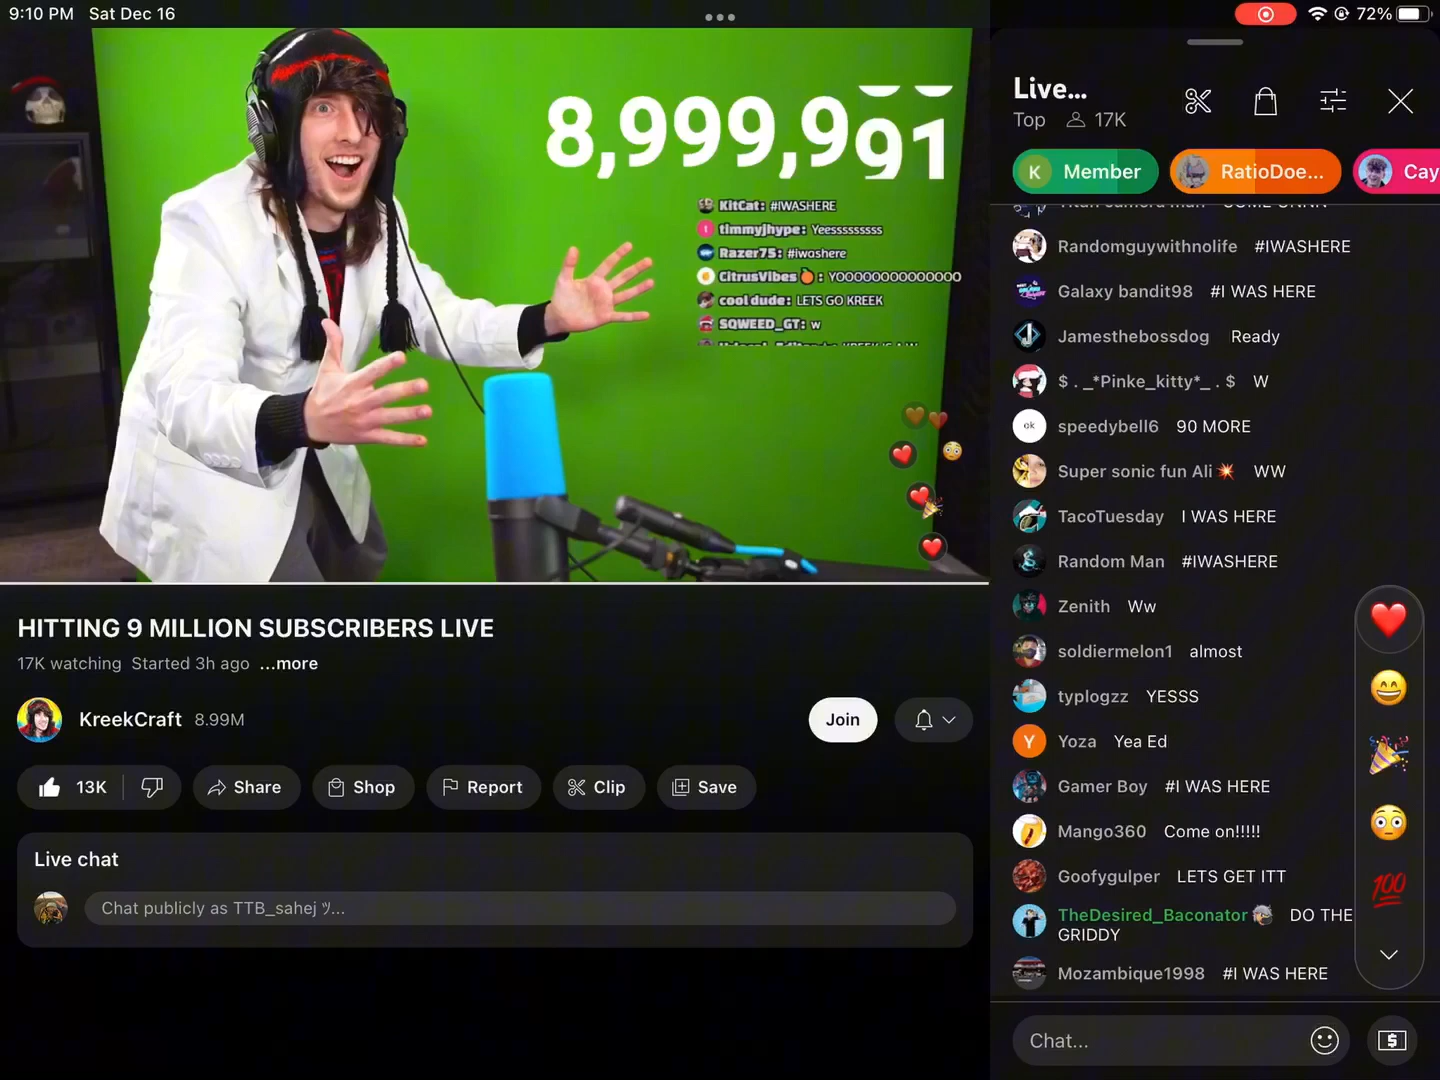 9:10 PM Sat Dec 16
72%
8,999,991
KitCat: #IWASHERE
timmyjhype: Yeesssssssss
Razer75: #iwashere
CitrusVibes🍊: YOOOOOOOOOOOOOO
cool dude: LETS GO KREEK
SQWEED_GT: w
HITTING 9 MILLION SUBSCRIBERS LIVE
17K watching Started 3h ago ...more
KreekCraft 8.99M
Join
13K
Share
Shop
Report
Clip
Save
Live chat
Chat publicly as TTB_sahej ツ...
Live...
Top 17K
K Member
RatioDoe...
Cay
Randomguywithnolife #IWASHERE
Galaxy bandit98 #I WAS HERE
Jamesthebossdog Ready
$ . _*Pinke_kitty*_ . $ W
ok speedybell6 90 MORE
Super sonic fun Ali💥 WW
TacoTuesday I WAS HERE
Random Man #IWASHERE
Zenith Ww
soldiermelon1 almost
typlogzz YESSS
Y Yoza Yea Ed
Gamer Boy #I WAS HERE
Mango360 Come on!!!!!
Goofygulper LETS GET ITT
TheDesired_Baconator DO THE
GRIDDY
Mozambique1998 #I WAS HERE
100
Chat...
$